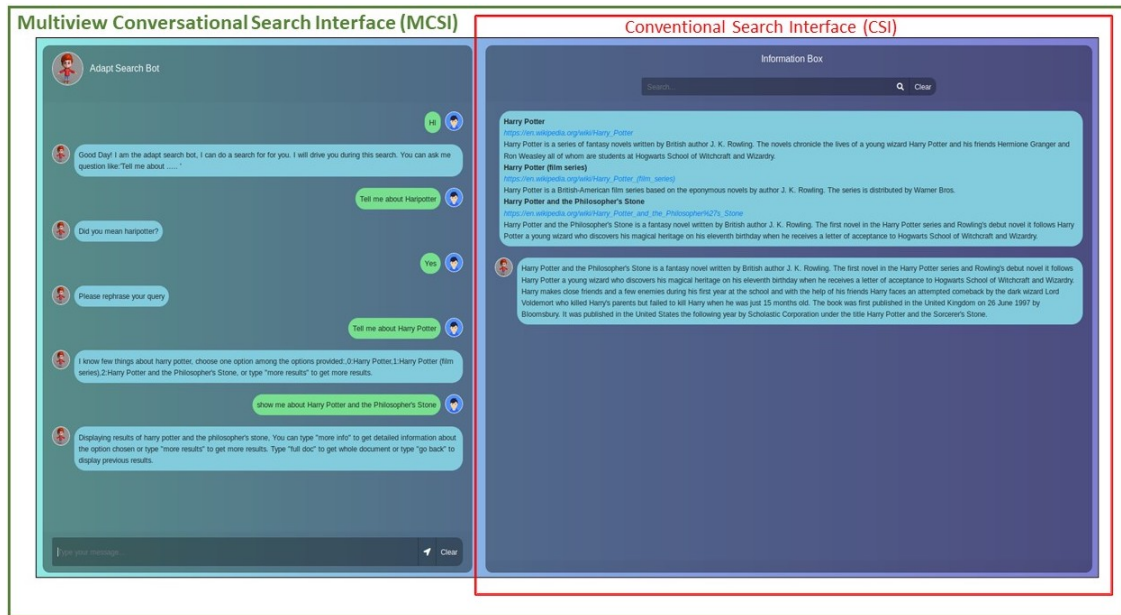 Multiview Conversational Search Interface (MCSI)
Conventional Search Interface (CSI)
Adapt Search Bot
Hi
Good Day! I am the adapt search bot, I can do a search for for you. I will drive you during this search. You can ask me
question like:'Tell me about ..... '
Tell me about Haripotter
Did you mean haripotter?
Yes
Please rephrase your query
Tell me about Harry Potter
I know few things about harry potter, choose one option among the options provided:,0:Harry Potter,1:Harry Potter (film
series),2:Harry Potter and the Philosopher's Stone, or type "more results" to get more results.
show me about Harry Potter and the Philosopher's Stone
Displaying results of harry potter and the philosopher's stone, You can type "more info" to get detailed information about
the option chosen or type "more results" to get more results. Type "full doc" to get whole document or type "go back" to
display previous results.
Type your message...
Clear
Information Box
Search...
Clear
Harry Potter
https://en.wikipedia.org/wiki/Harry_Potter
Harry Potter is a series of fantasy novels written by British author J. K. Rowling. The novels chronicle the lives of a young wizard Harry Potter and his friends Hermione Granger and
Ron Weasley all of whom are students at Hogwarts School of Witchcraft and Wizardry.
Harry Potter (film series)
https://en.wikipedia.org/wiki/Harry_Potter_(film_series)
Harry Potter is a British-American film series based on the eponymous novels by author J. K. Rowling. The series is distributed by Warner Bros.
Harry Potter and the Philosopher's Stone
https://en.wikipedia.org/wiki/Harry_Potter_and_the_Philosopher%27s_Stone
Harry Potter and the Philosopher's Stone is a fantasy novel written by British author J. K. Rowling. The first novel in the Harry Potter series and Rowling's debut novel it follows Harry
Potter a young wizard who discovers his magical heritage on his eleventh birthday when he receives a letter of acceptance to Hogwarts School of Witchcraft and Wizardry.
Harry Potter and the Philosopher's Stone is a fantasy novel written by British author J. K. Rowling. The first novel in the Harry Potter series and Rowling's debut novel it follows
Harry Potter a young wizard who discovers his magical heritage on his eleventh birthday when he receives a letter of acceptance to Hogwarts School of Witchcraft and Wizardry.
Harry makes close friends and a few enemies during his first year at the school and with the help of his friends Harry faces an attempted comeback by the dark wizard Lord
Voldemort who killed Harry's parents but failed to kill Harry when he was just 15 months old. The book was first published in the United Kingdom on 26 June 1997 by
Bloomsbury. It was published in the United States the following year by Scholastic Corporation under the title Harry Potter and the Sorcerer's Stone.